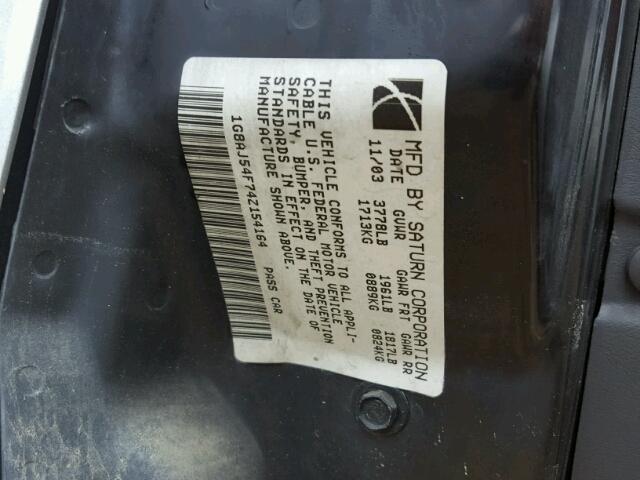 MFD BY SATURN CORPORATION
DATE GVWR GAWR FRT GAWR RR
11/03 3778LB 1961LB 1817LB
1713KG 0889KG 0824KG
THIS VEHICLE CONFORMS TO ALL APPLI-
CABLE U.S. FEDERAL MOTOR VEHICLE
SAFETY, BUMPER, AND THEFT PREVENTION
STANDARDS IN EFFECT ON THE DATE OF
MANUFACTURE SHOWN ABOVE.
1G8AJ54F74Z154164 PASS CAR